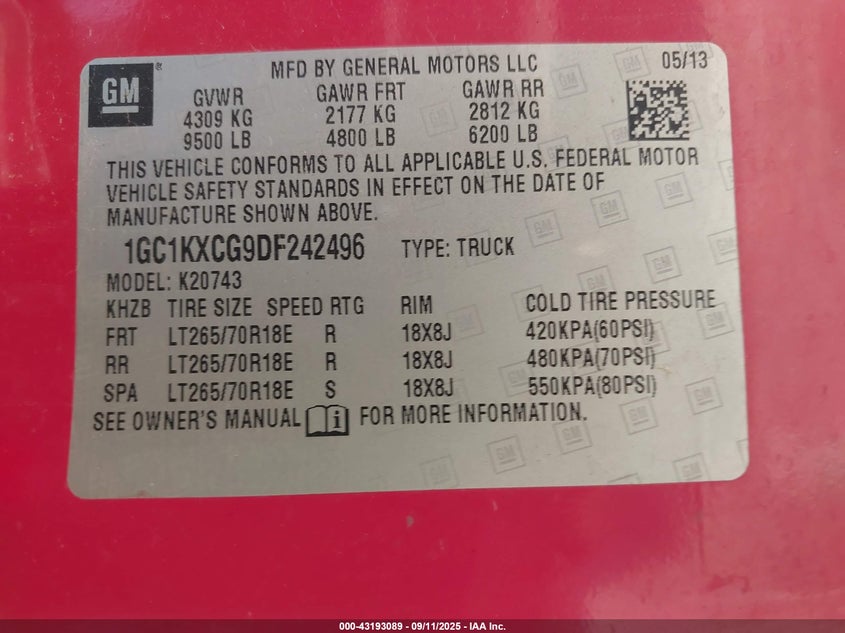 GM ®
MFD BY GENERAL MOTORS LLC 05/13
GVWR GAWR FRT GAWR RR
4309 KG 2177 KG 2812 KG
9500 LB 4800 LB 6200 LB
THIS VEHICLE CONFORMS TO ALL APPLICABLE U.S. FEDERAL MOTOR
VEHICLE SAFETY STANDARDS IN EFFECT ON THE DATE OF
MANUFACTURE SHOWN ABOVE.
1GC1KXCG9DF242496 TYPE: TRUCK
MODEL: K20743
KHZB TIRE SIZE SPEED RTG RIM COLD TIRE PRESSURE
FRT LT265/70R18E R 18X8J 420KPA(60PSI)
RR LT265/70R18E R 18X8J 480KPA(70PSI)
SPA LT265/70R18E S 18X8J 550KPA(80PSI)
SEE OWNER'S MANUAL i FOR MORE INFORMATION.
000-43193089 - 09/11/2025 - IAA Inc.